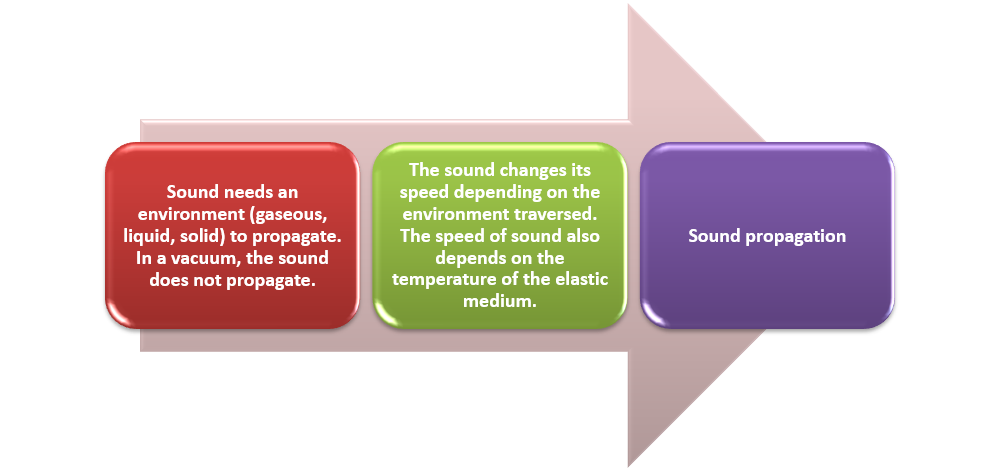 Sound needs an
environment (gaseous,
liquid, solid) to propagate.
In a vacuum, the sound
does not propagate.
The sound changes its
speed depending on the
environment traversed.
The speed of sound also
depends on the
temperature of the elastic
medium.
Sound propagation